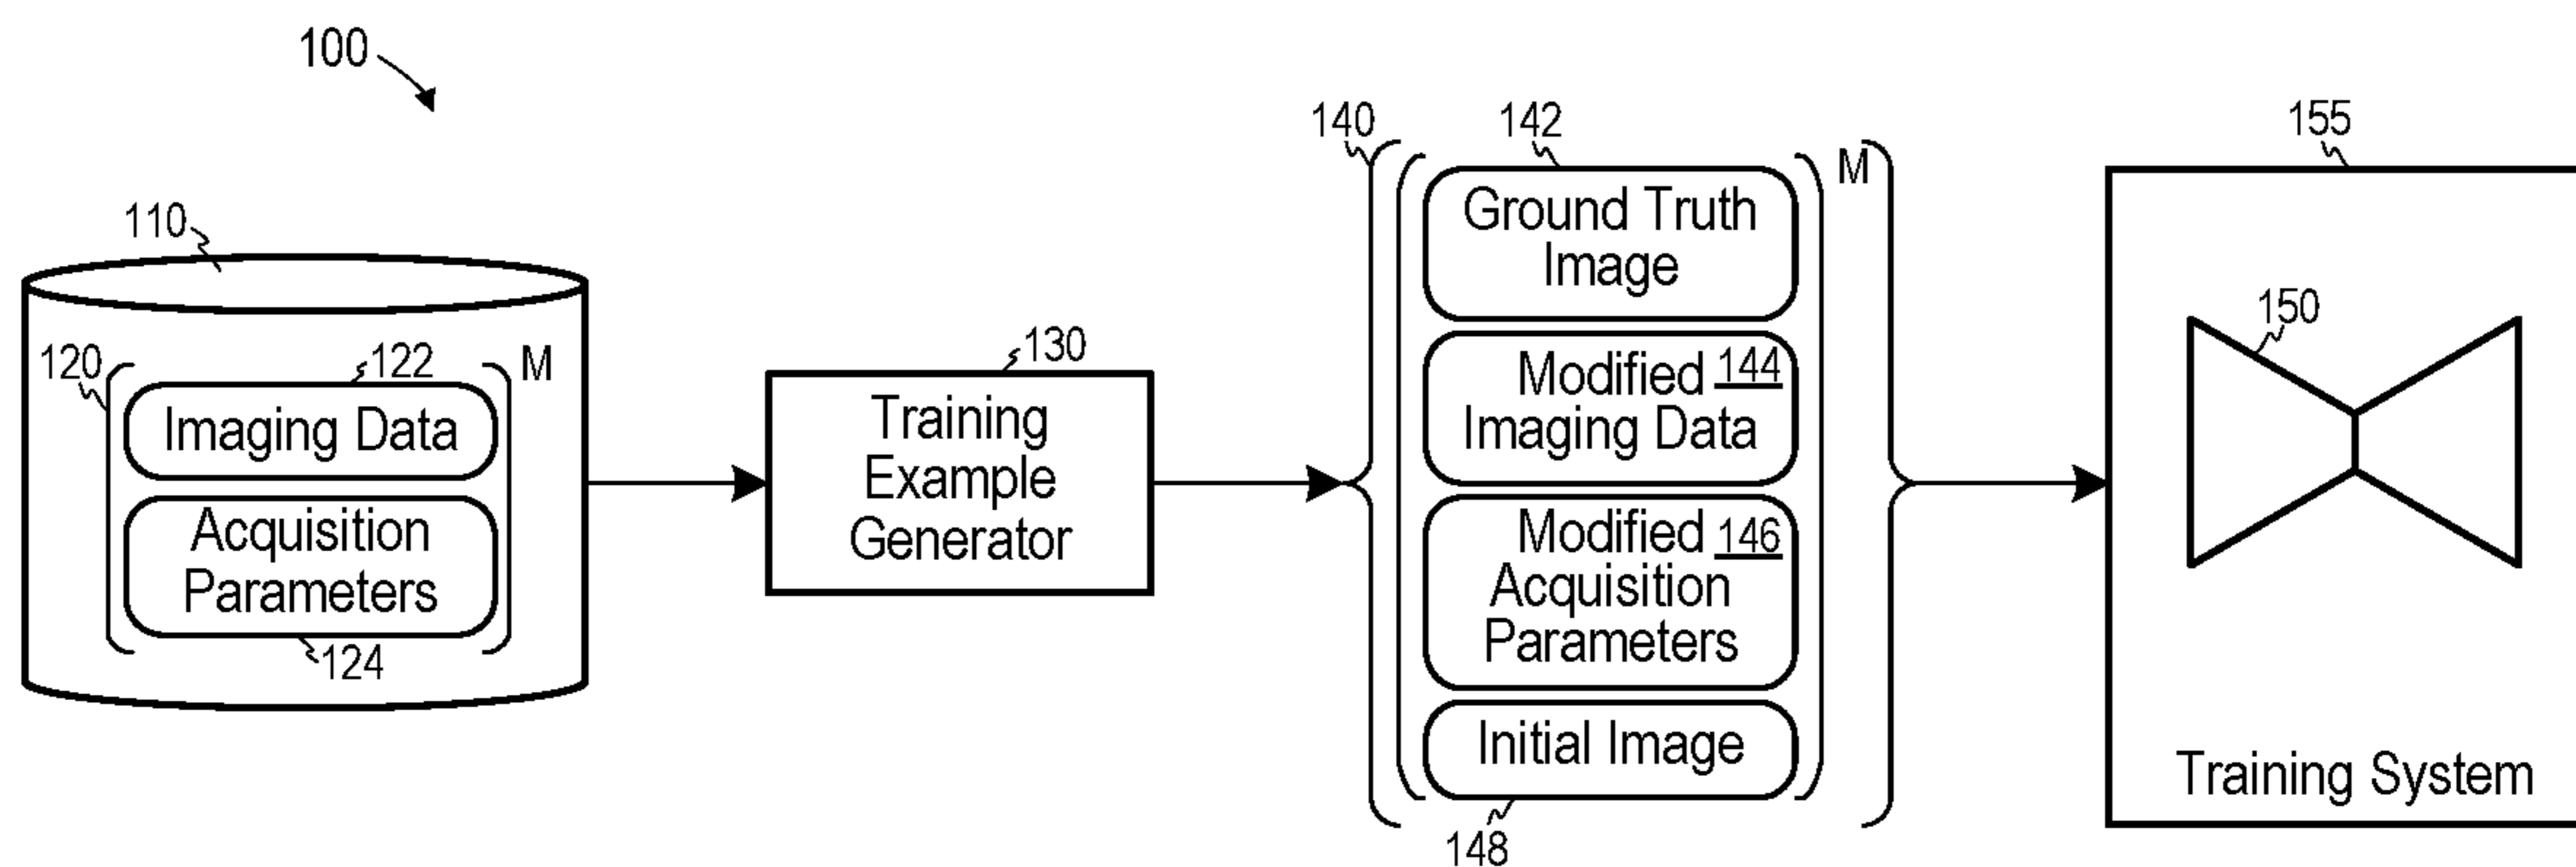 100
110
120
122
M
Imaging Data
Acquisition
Parameters
124
130
Training
Example
Generator
140
142
M
Ground Truth
Image
Modified 144
Imaging Data
Modified 146
Acquisition
Parameters
Initial Image
148
155
150
Training System